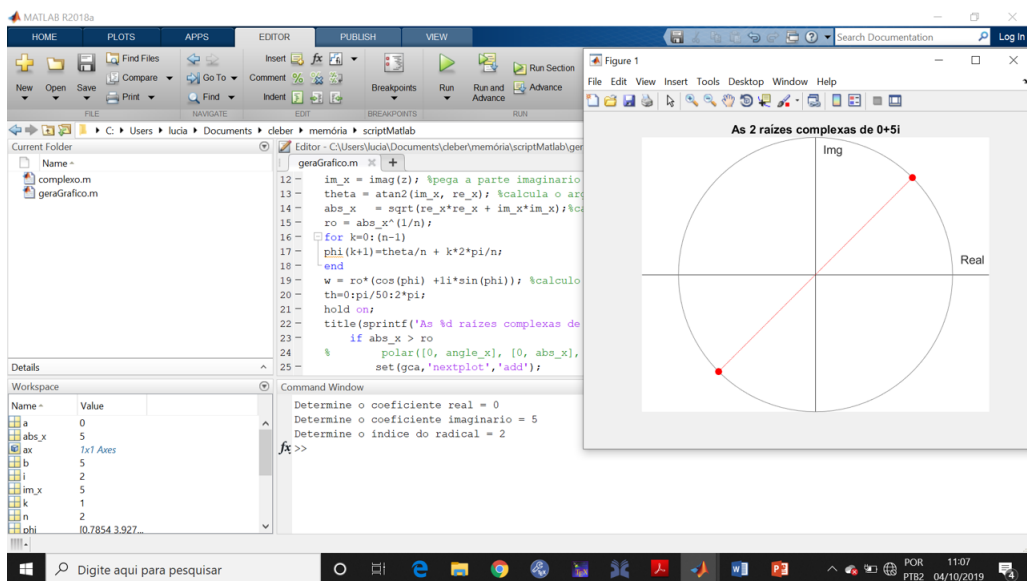 MATLAB R2018a
HOME PLOTS APPS EDITOR PUBLISH VIEW
Search Documentation Log In
New Open Save
Find Files
Compare
Print
Go To
Find
Insert fx
Comment %
Indent
Breakpoints
Run
Run and Advance
Run Section
Advance
FILE NAVIGATE EDIT BREAKPOINTS RUN
C: Users lucia Documents cleber memória scriptMatlab
Current Folder
Name
complexo.m
geraGrafico.m
Details
Editor - C:\Users\lucia\Documents\cleber\memória\scriptMatlab\ger
geraGrafico.m
12 im_x = imag(z); %pega a parte imaginario
13 theta = atan2(im_x, re_x); %calcula o arc
14 abs_x = sqrt(re_x*re_x + im_x*im_x);%ca
15 ro = abs_x^(1/n);
16 for k=0:(n-1)
17 phi(k+1)=theta/n + k*2*pi/n;
18 end
19 w = ro*(cos(phi) +1i*sin(phi)); %calculo
20 th=0:pi/50:2*pi;
21 hold on;
22 title(sprintf('As %d raízes complexas de
23 if abs_x > ro
24 % polar([0, angle_x], [0, abs_x],
25 set(gca,'nextplot','add');
Workspace
Name Value
a 0
abs_x 5
ax 1x1 Axes
b 5
i 2
im_x 5
k 1
n 2
phi [0.7854 3.927...
Command Window
Determine o coeficiente real = 0
Determine o coeficiente imaginario = 5
Determine o índice do radical = 2
fx >>
Figure 1
File Edit View Insert Tools Desktop Window Help
As 2 raízes complexas de 0+5i
Img
Real
Digite aqui para pesquisar
POR
PTB2
11:07
04/10/2019
4